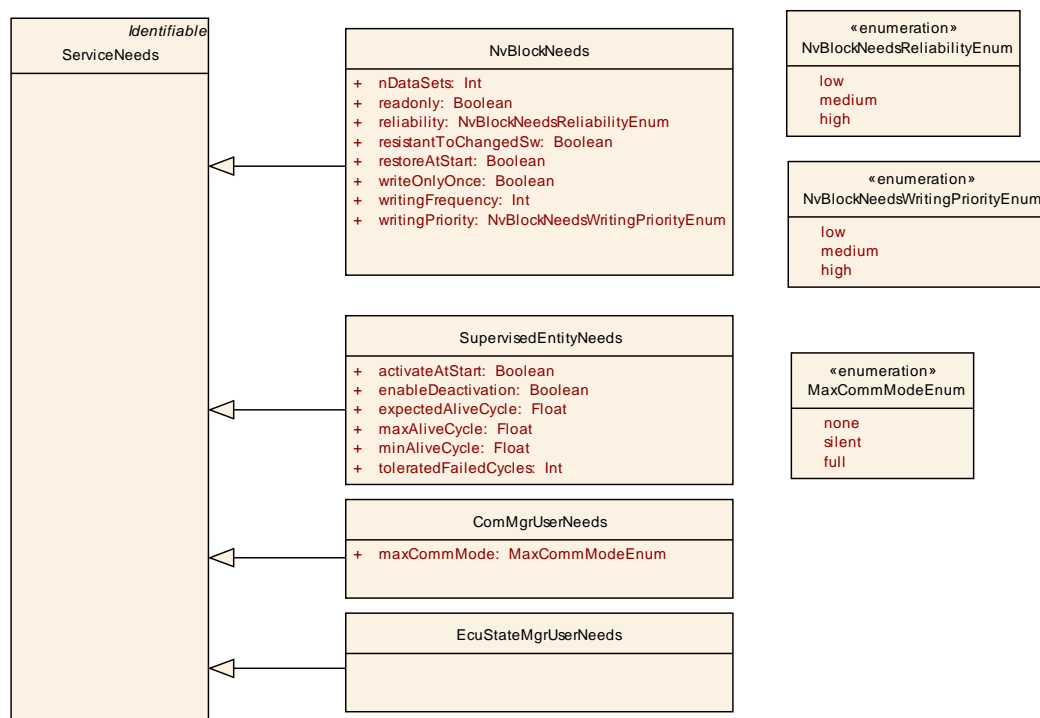 Identifiable
ServiceNeeds
NvBlockNeeds
+ nDataSets: Int
+ readonly: Boolean
+ reliability: NvBlockNeedsReliabilityEnum
+ resistantToChangedSw: Boolean
+ restoreAtStart: Boolean
+ writeOnlyOnce: Boolean
+ writingFrequency: Int
+ writingPriority: NvBlockNeedsWritingPriorityEnum
«enumeration»
NvBlockNeedsReliabilityEnum
low
medium
high
«enumeration»
NvBlockNeedsWritingPriorityEnum
low
medium
high
SupervisedEntityNeeds
+ activateAtStart: Boolean
+ enableDeactivation: Boolean
+ expectedAliveCycle: Float
+ maxAliveCycle: Float
+ minAliveCycle: Float
+ toleratedFailedCycles: Int
«enumeration»
MaxCommModeEnum
none
silent
full
ComMgrUserNeeds
+ maxCommMode: MaxCommModeEnum
EcuStateMgrUserNeeds